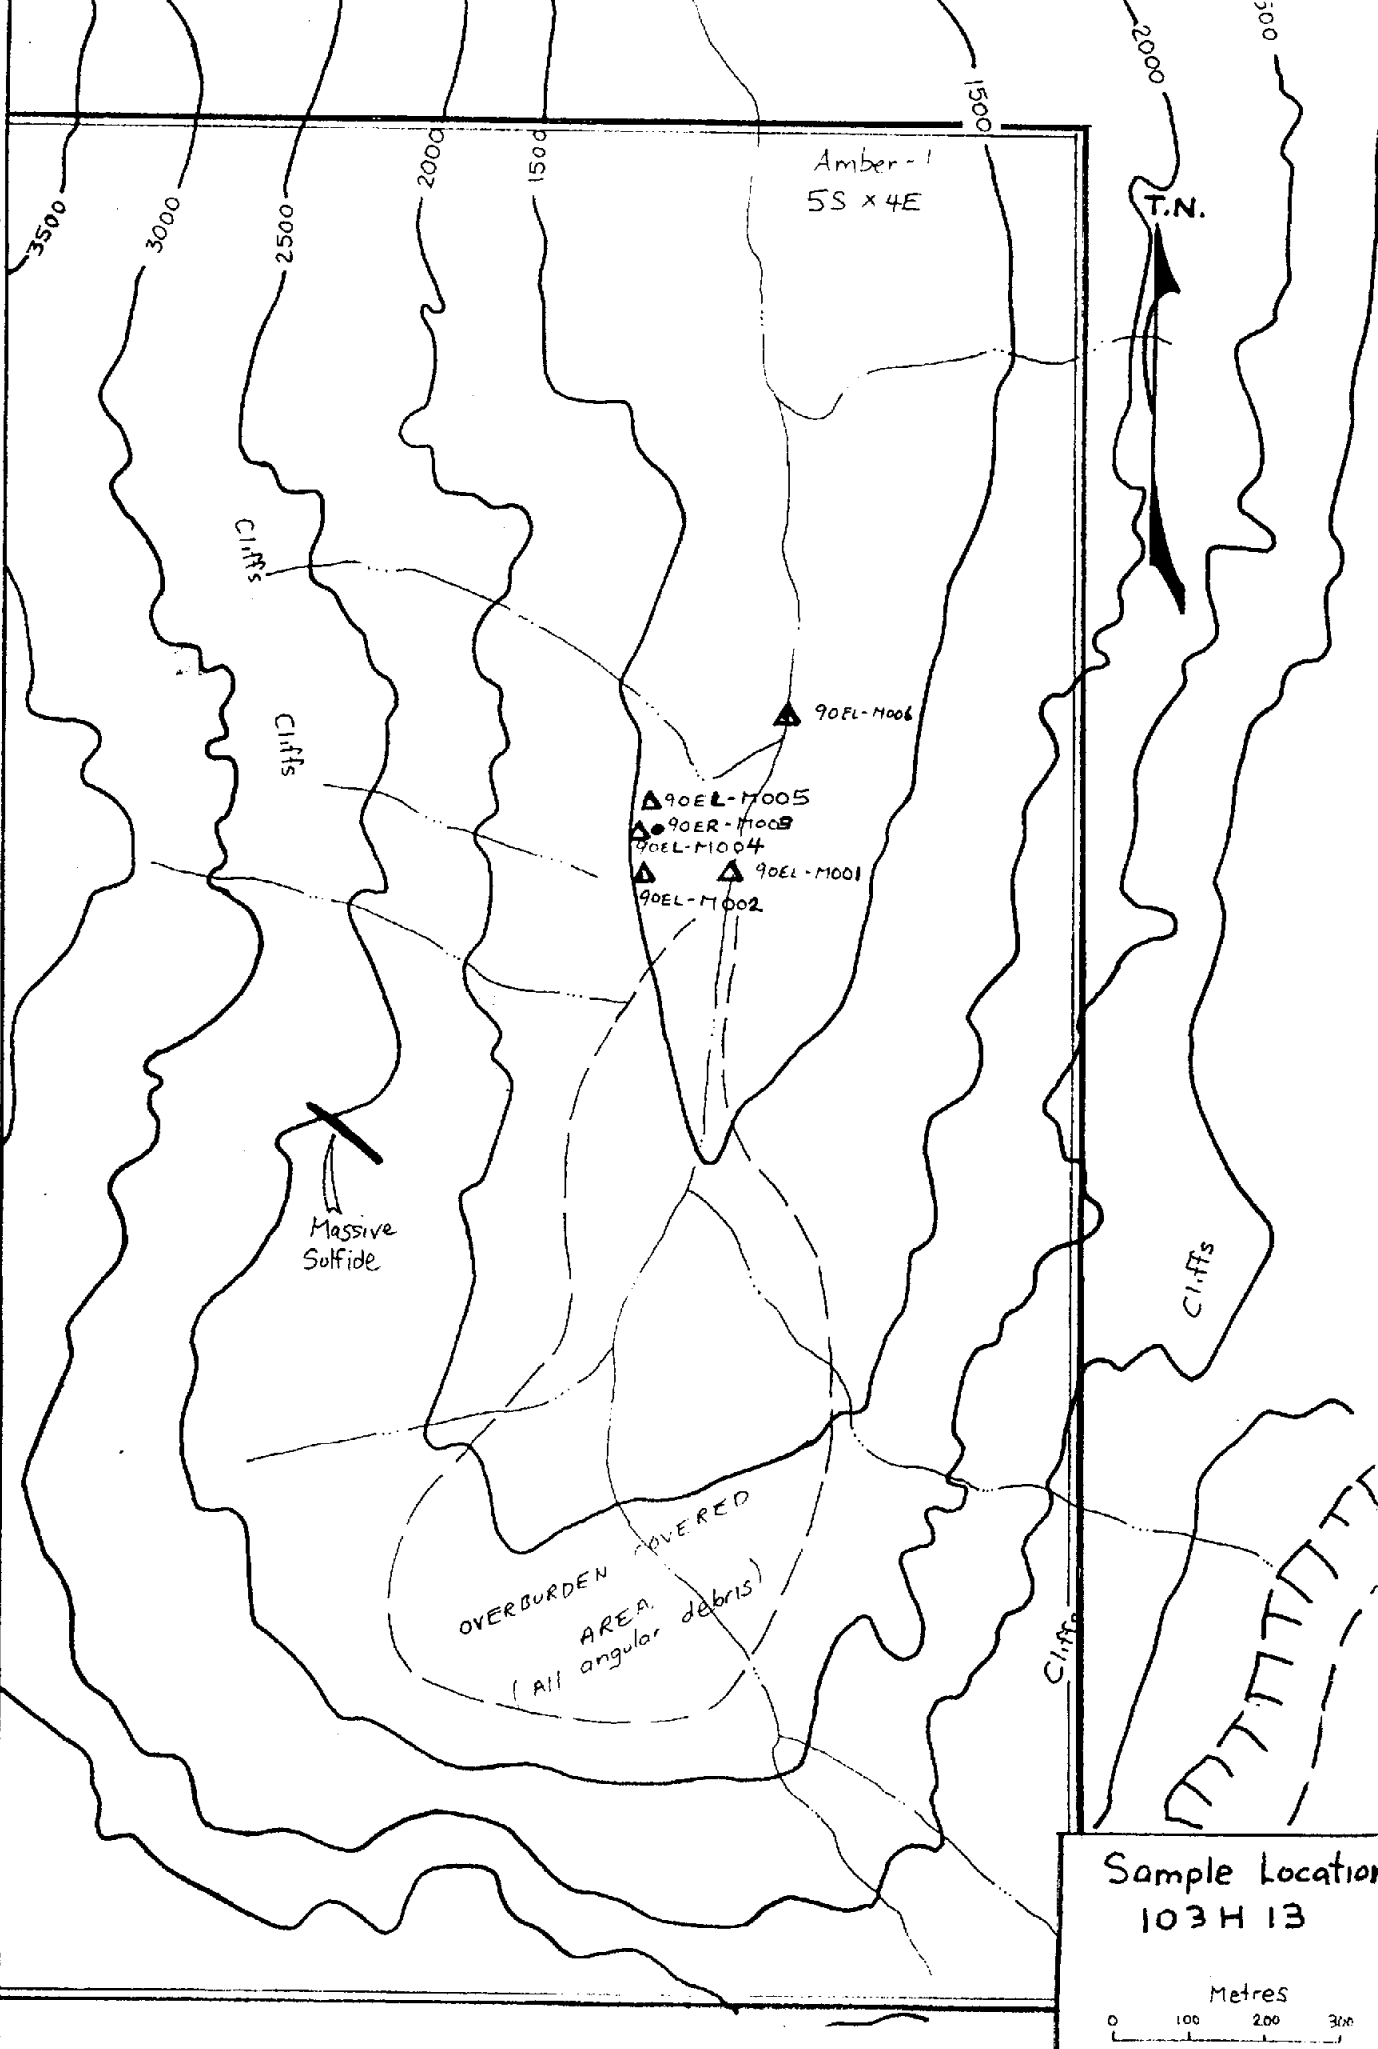 2000
1500
Amber-1
5S x 4E
2000
1500
T.N.
3500
3000
2500
Cliffs
Cliffs
90EL-M006
90EL-M005
90ER-M003
90EL-M004
90EL-M001
90EL-M002
Massive
Sulfide
Cliffs
OVERBURDEN COVERED
AREA
(All angular debris)
Cliffs
Sample Location
103H 13
Metres
0 100 200 300